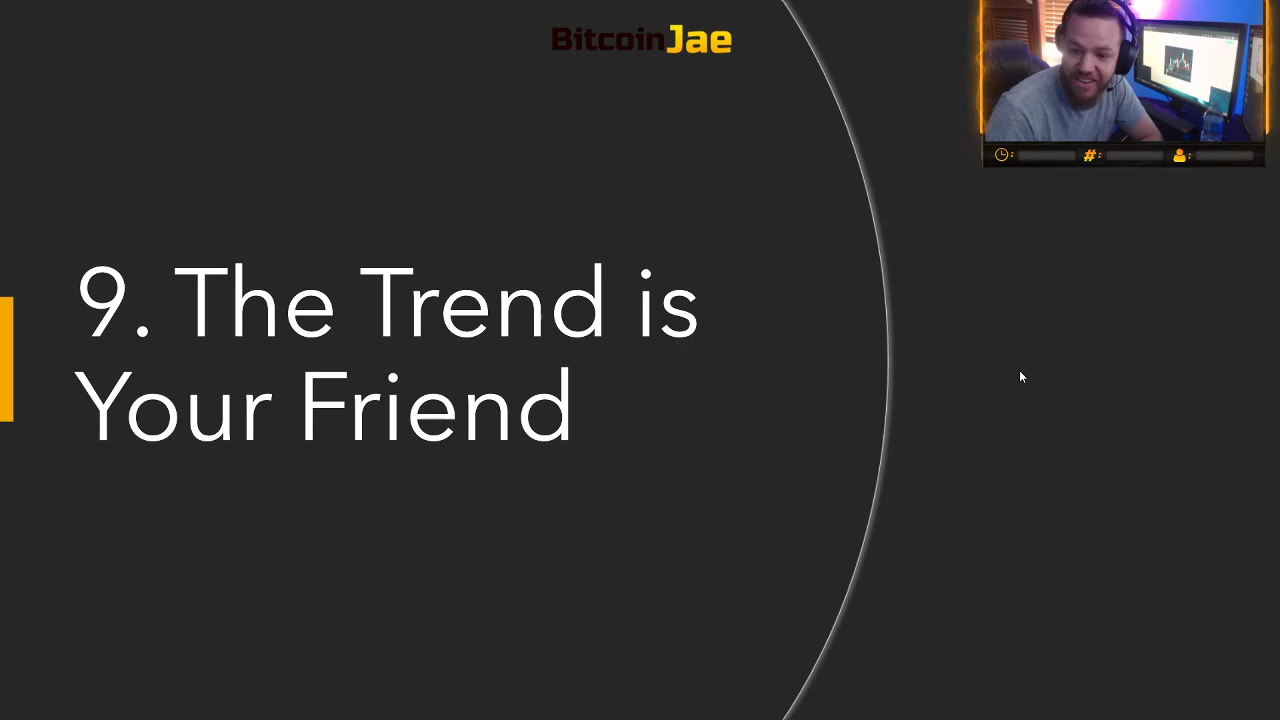 BitcoinJae
9. The Trend is
Your Friend
:
#:
: